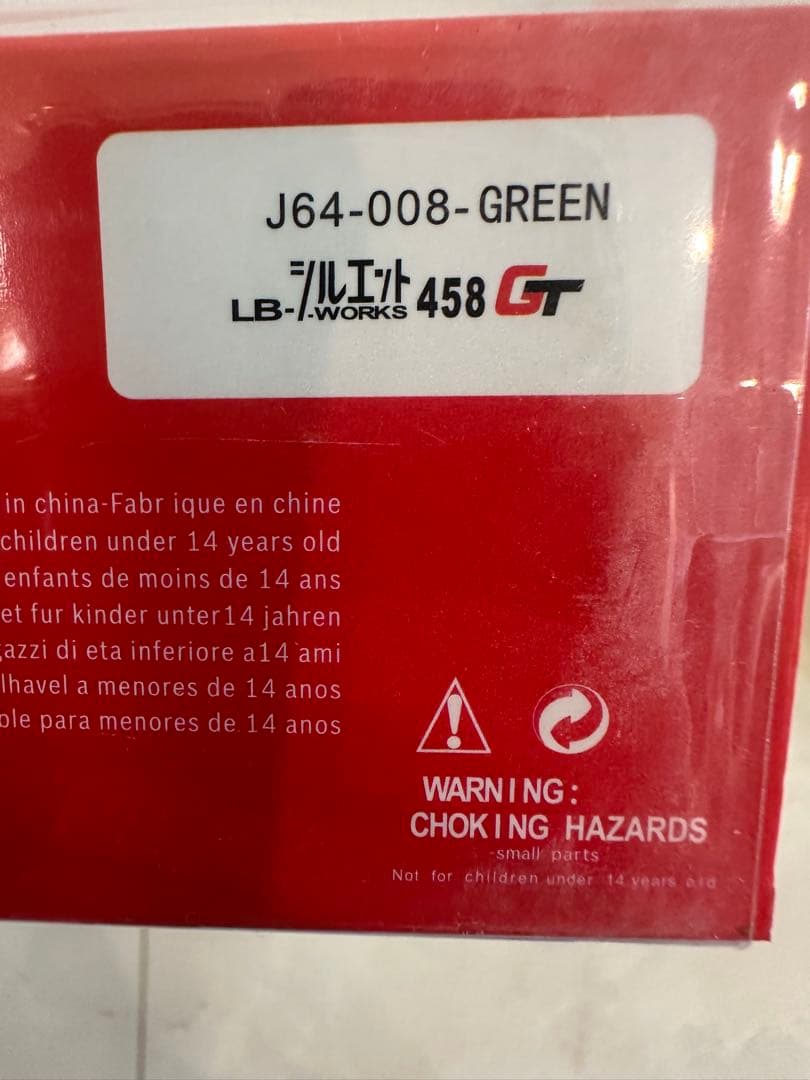 J64-008-GREEN
LB-シルエット WORKS 458 GT
in china-Fabr ique en chine
children under 14 years old
enfants de moins de 14 ans
et fur kinder unter14 jahren
azzi di eta inferiore a14 ami
lhavel a menores de 14 anos
ole para menores de 14 anos
WARNING:
CHOKING HAZARDS
-small parts
Not for children under 14 years old